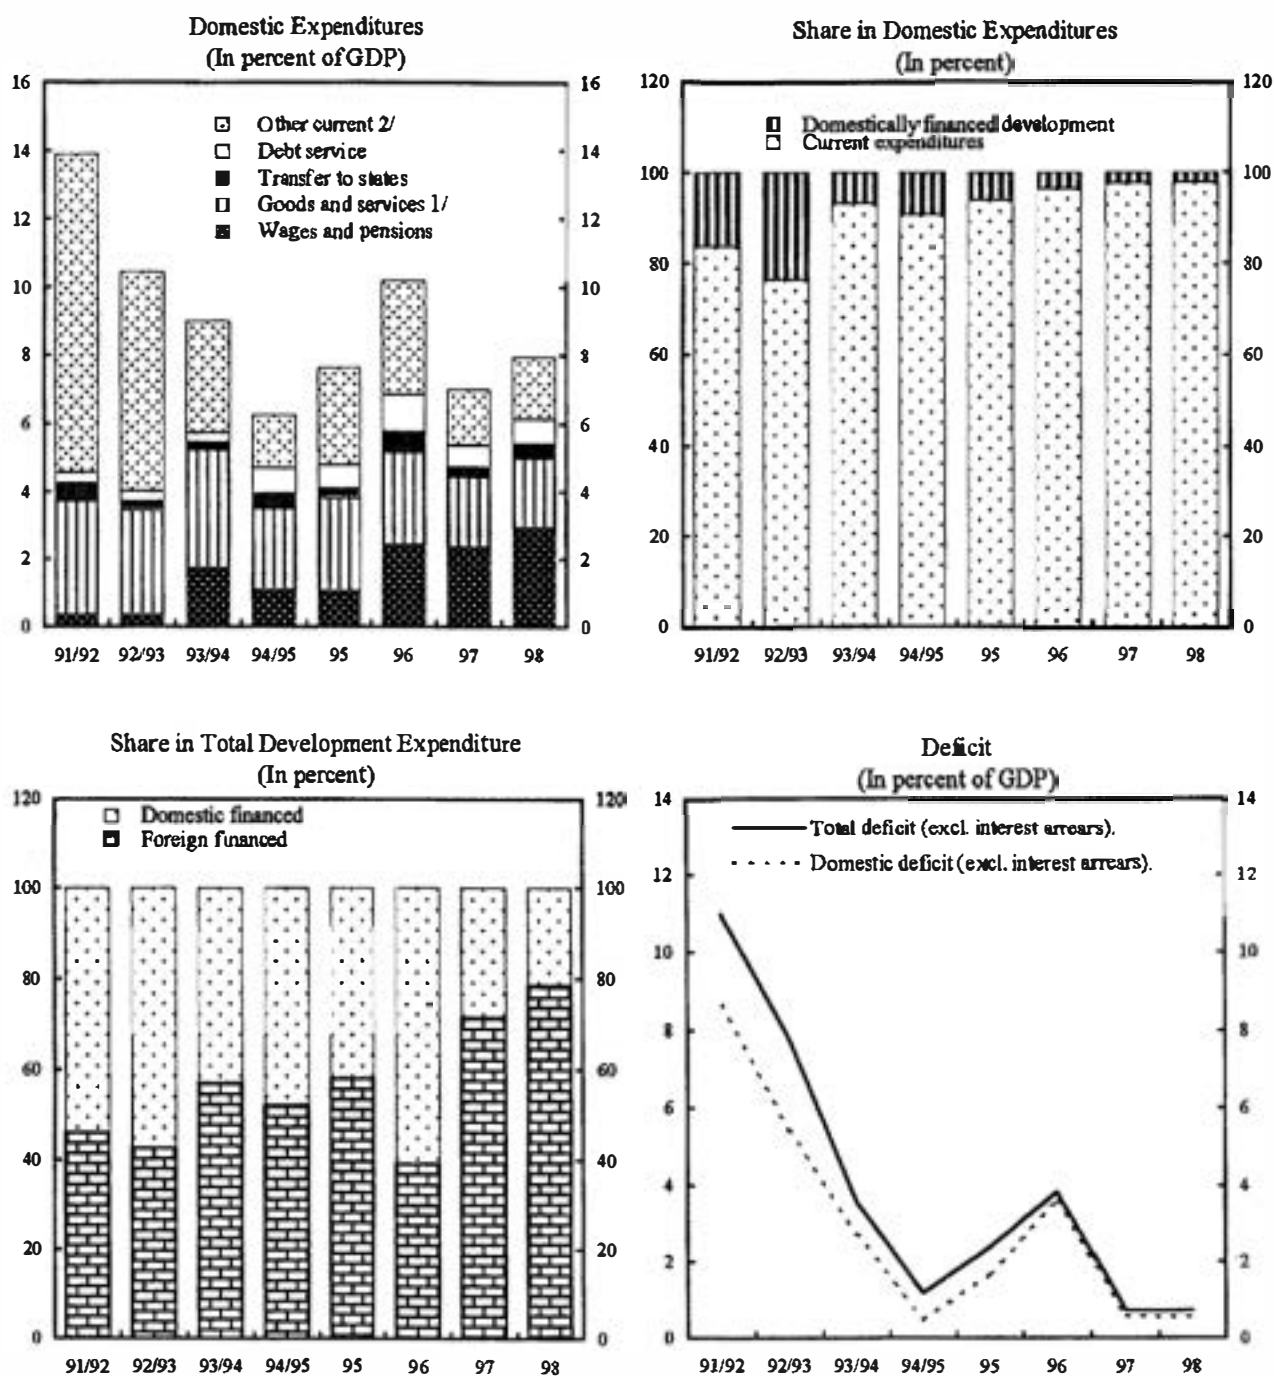 Domestic Expenditures
(In percent of GDP)
16
14
12
10
8
6
4
2
0
16
14
12
10
8
6
4
2
0
Other current 2/
Debt service
Transfer to states
Goods and services 1/
Wages and pensions
91/92 92/93 93/94 94/95 95 96 97 98
Share in Domestic Expenditures
(In percent)
120
100
80
60
40
20
0
120
100
80
60
40
20
0
Domestically financed development
Current expenditures
91/92 92/93 93/94 94/95 95 96 97 98
Share in Total Development Expenditure
(In percent)
120
100
80
60
40
20
0
120
100
80
60
40
20
0
Domestic financed
Foreign financed
91/92 92/93 93/94 94/95 95 96 97 98
Deficit
(In percent of GDP)
14
12
10
8
6
4
2
0
14
12
10
8
6
4
2
0
Total deficit (excl. interest arrears).
Domestic deficit (excl. interest arrears).
91/92 92/93 93/94 94/95 95 96 97 98